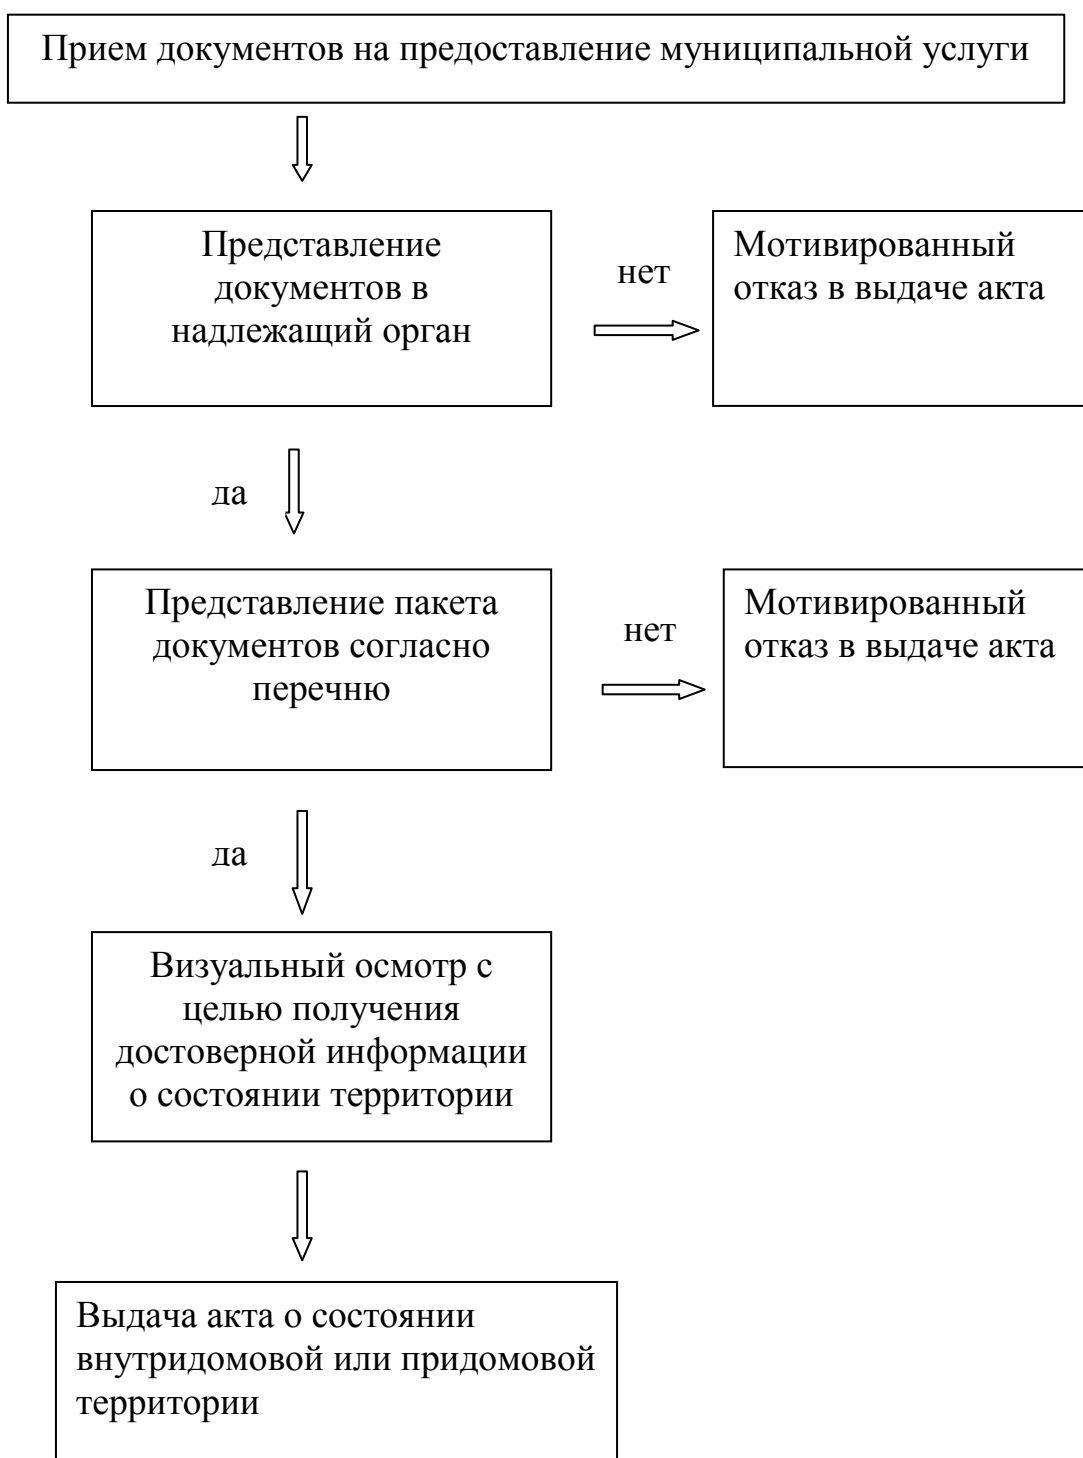 Прием документов на предоставление муниципальной услуги
Представление
документов в
надлежащий орган
нет
Мотивированный
отказ в выдаче акта
да
Представление пакета
документов согласно
перечню
нет
Мотивированный
отказ в выдаче акта
да
Визуальный осмотр с
целью получения
достоверной информации
о состоянии территории
Выдача акта о состоянии
внутридомовой или придомовой
территории